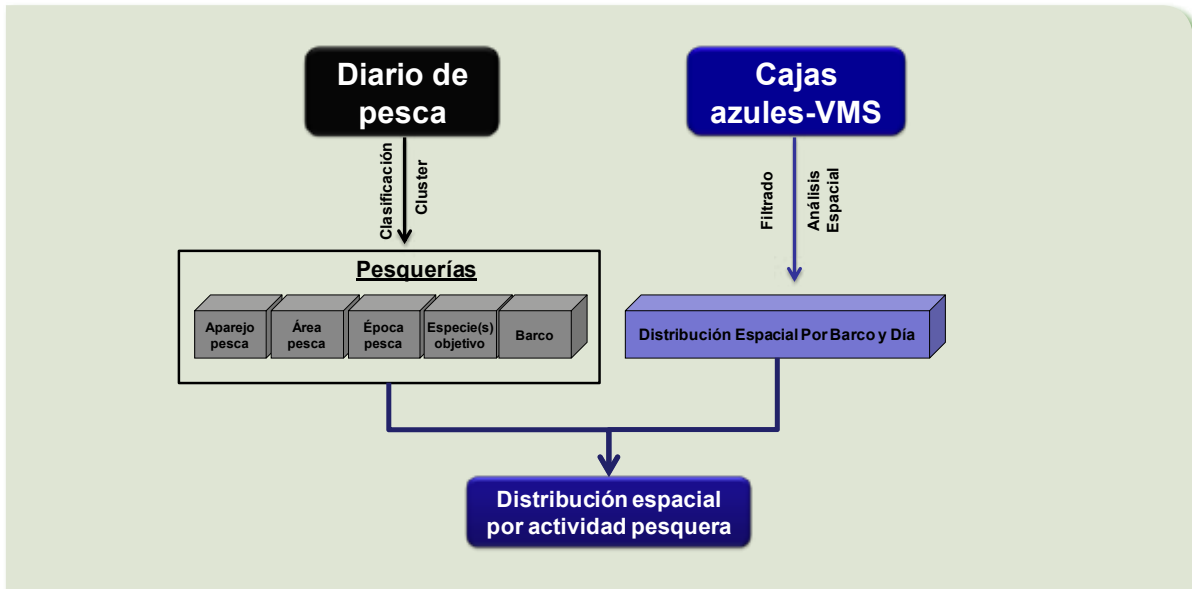 Diario de
pesca
Cajas
azules-VMS
Clasificación
Cluster
Filtrado
Análisis
Espacial
Pesquerías
Aparejo
pesca
Área
pesca
Época
pesca
Especie(s)
objetivo
Barco
Distribución Espacial Por Barco y Día
Distribución espacial
por actividad pesquera